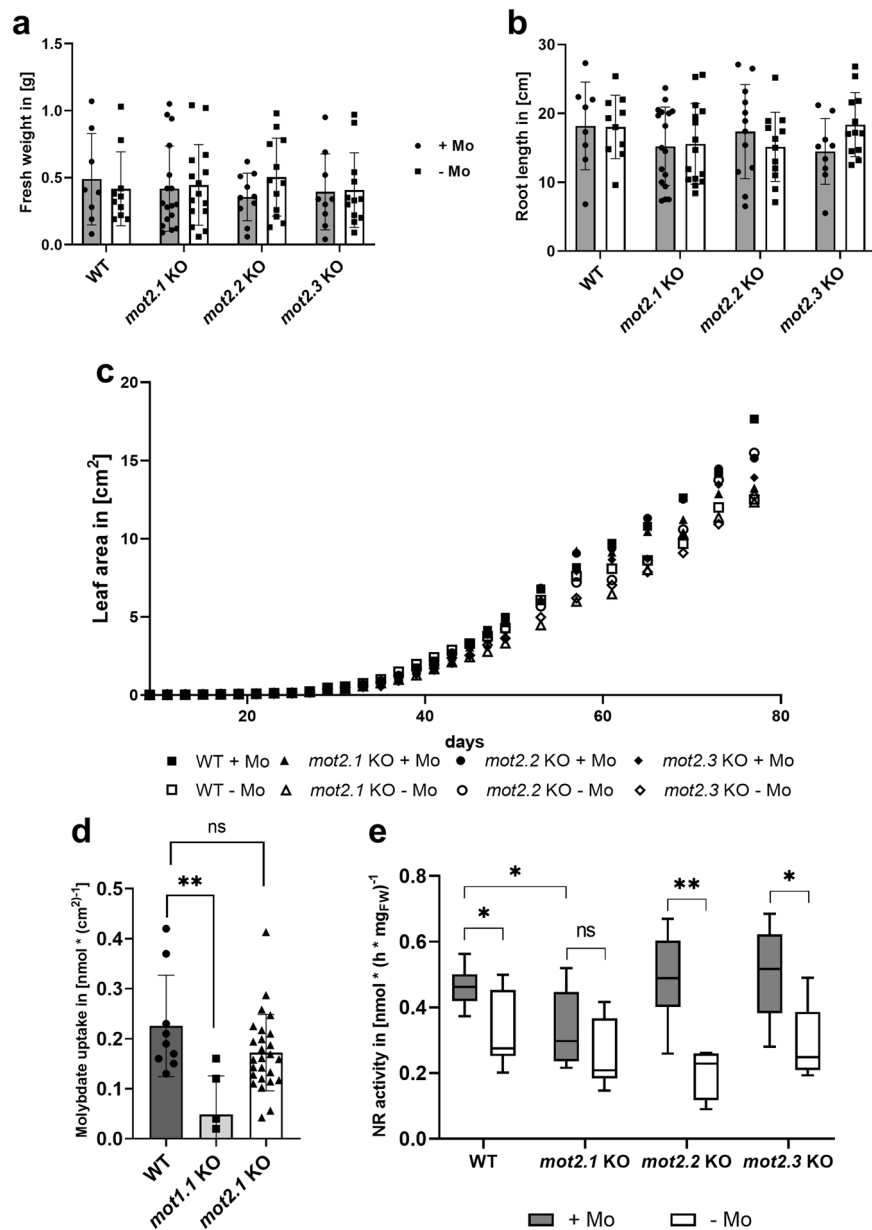 a
Fresh weight in [g]
1.5
1.0
0.5
0.0
WT
mot2.1 KO
mot2.2 KO
mot2.3 KO
+ Mo
- Mo
b
Root length in [cm]
30
20
10
0
WT
mot2.1 KO
mot2.2 KO
mot2.3 KO
c
Leaf area in [cm2]
20
15
10
5
0
20
40
60
80
days
WT + Mo
mot2.1 KO + Mo
mot2.2 KO + Mo
mot2.3 KO + Mo
WT - Mo
mot2.1 KO - Mo
mot2.2 KO - Mo
mot2.3 KO - Mo
d
Molybdate uptake in [nmol * (cm2)-1]
0.5
0.4
0.3
0.2
0.1
0.0
ns
**
WT
mot1.1 KO
mot2.1 KO
e
NR activity in [nmol * (h * mgFW)-1
0.8
0.6
0.4
0.2
0.0
*
*
ns
**
*
WT
mot2.1 KO
mot2.2 KO
mot2.3 KO
+ Mo
- Mo